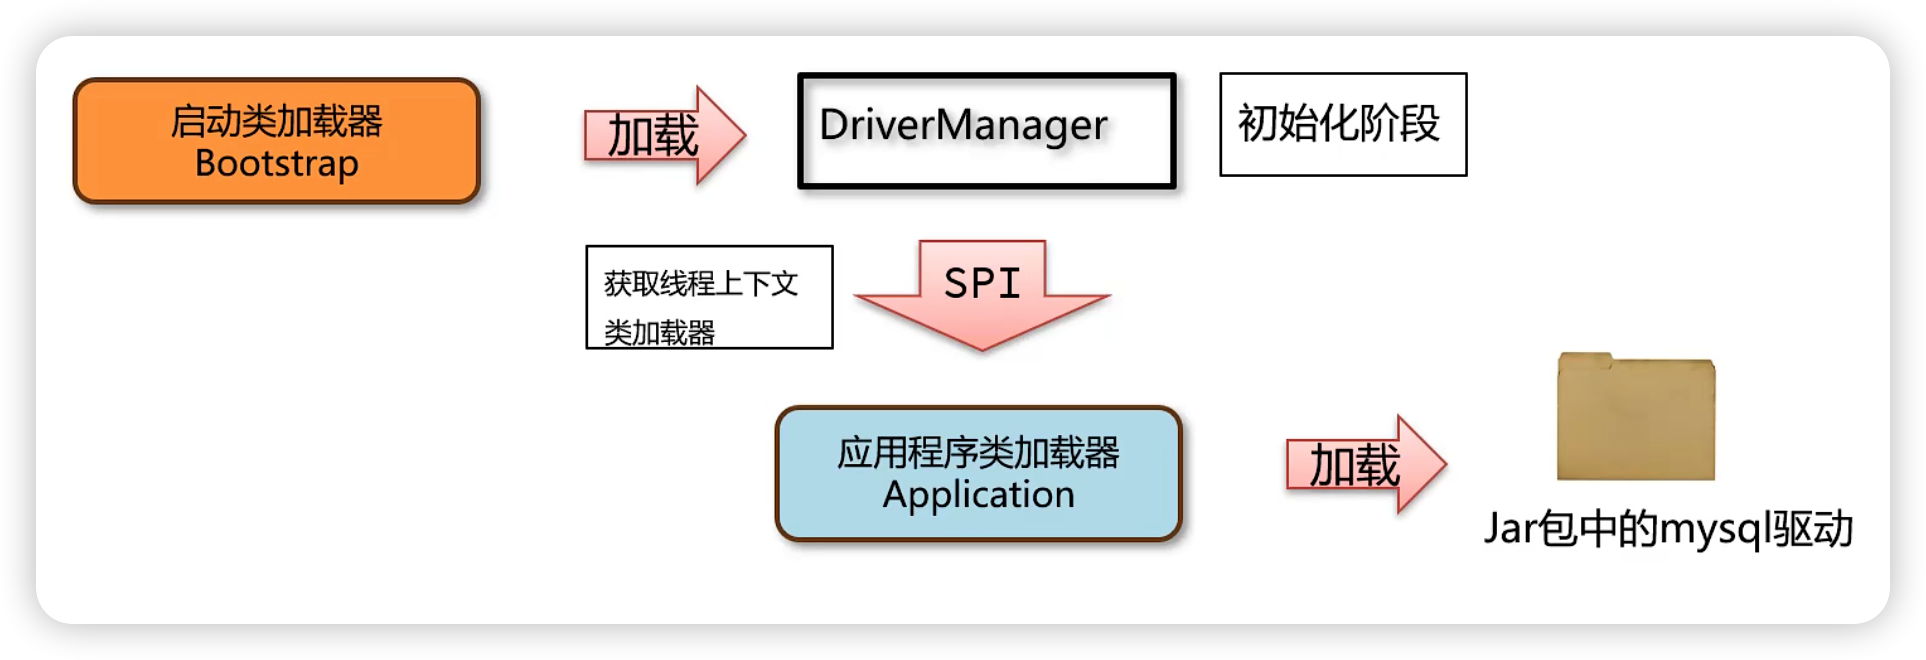 启动类加载器
Bootstrap
加载
DriverManager
初始化阶段
获取线程上下文
类加载器
SPI
应用程序类加载器
Application
加载
Jar包中的mysql驱动